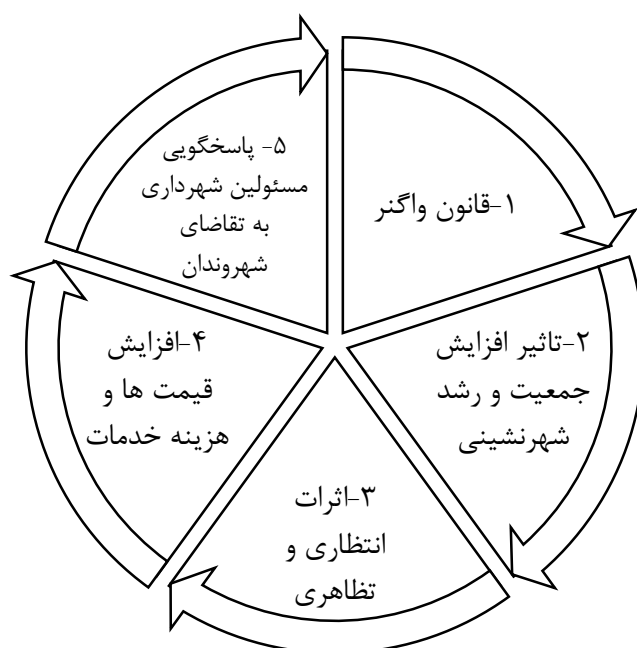 ۱-قانون واگنر
۲-تاثیر افزایش
جمعیت و رشد
شهرنشینی
۳-اثرات
انتظاری و
تظاهری
۴-افزایش
قیمت ها و
هزینه خدمات
۵- پاسخگویی
مسئولین شهرداری
به تقاضای
شهروندان